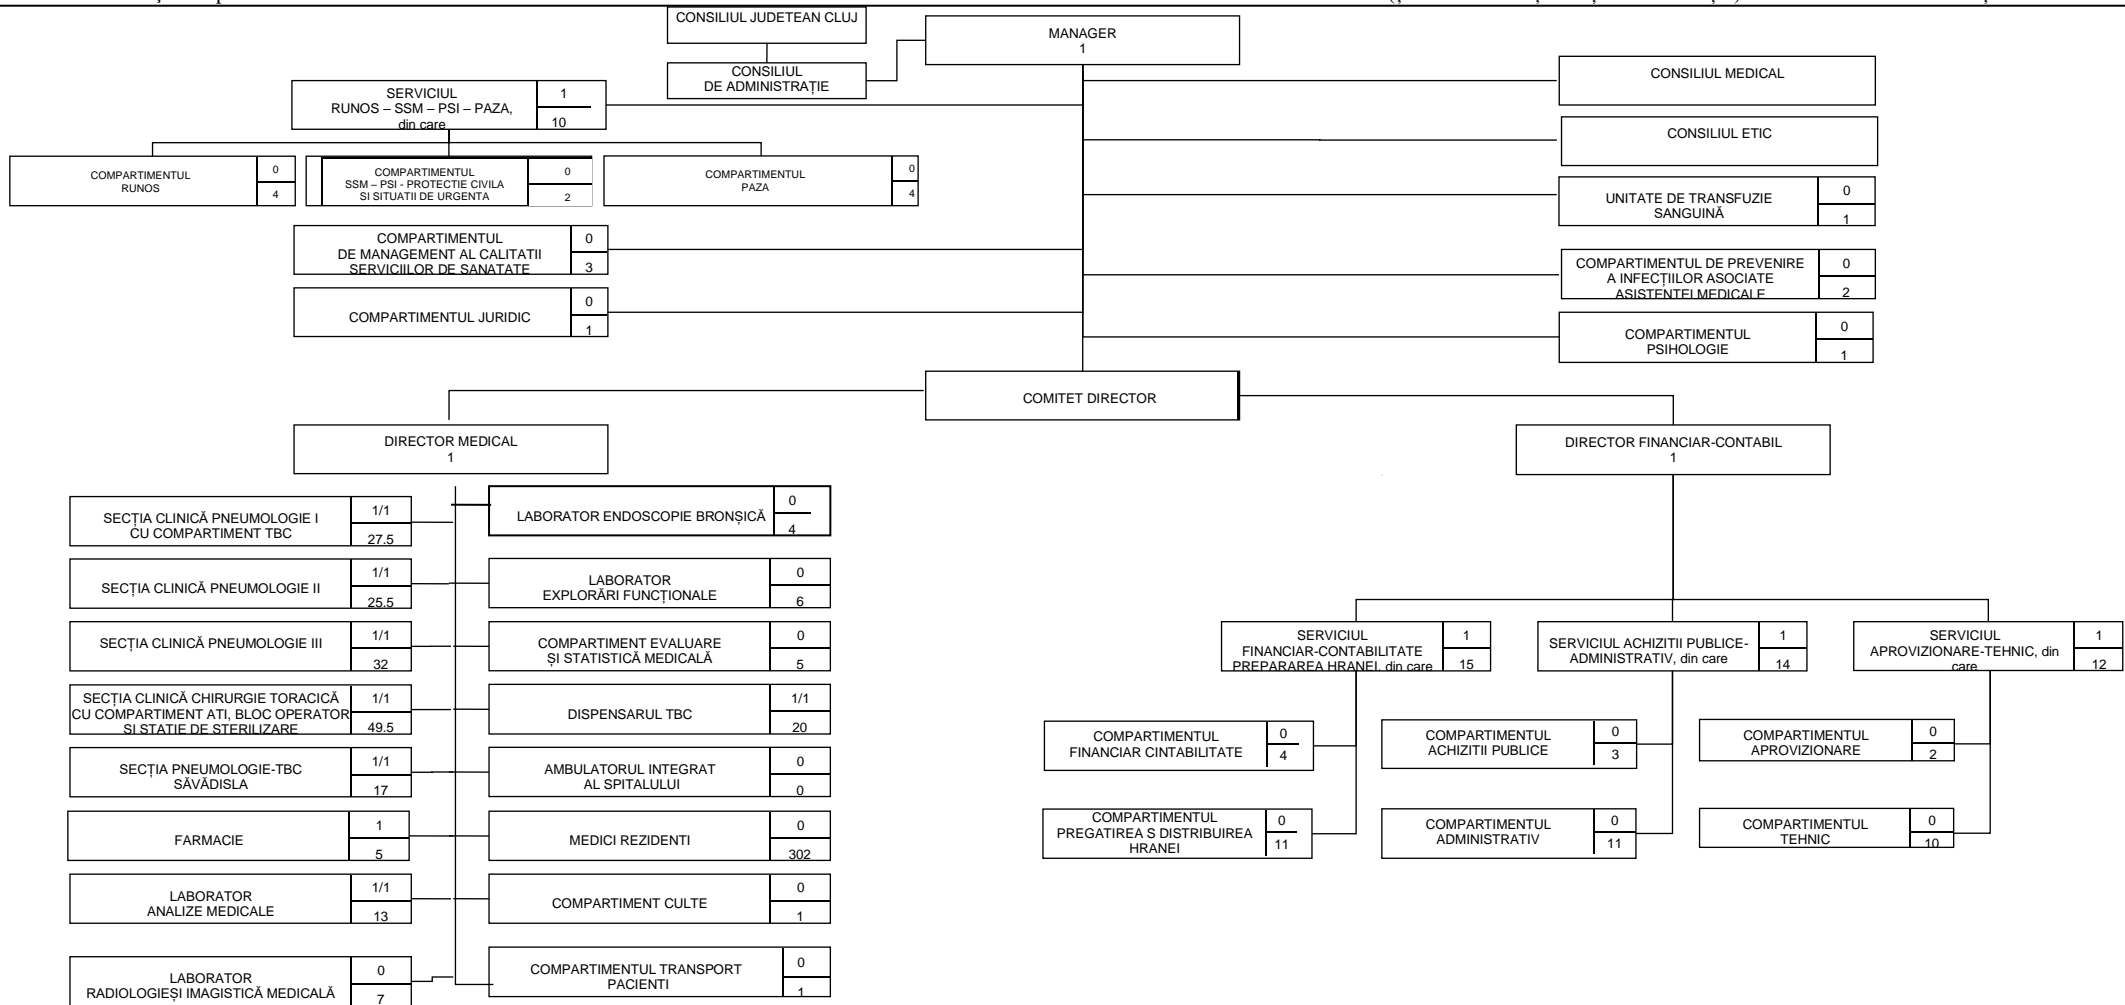 CONSILIUL JUDETEAN CLUJ
MANAGER
1
CONSILIUL
DE ADMINISTRAȚIE
CONSILIUL MEDICAL
SERVICIUL
RUNOS – SSM – PSI – PAZA,
din care
1
10
CONSILIUL ETIC
COMPARTIMENTUL
RUNOS
0
4
COMPARTIMENTUL
SSM – PSI - PROTECTIE CIVILA
SI SITUATII DE URGENTA
0
2
COMPARTIMENTUL
PAZA
0
4
UNITATE DE TRANSFUZIE
SANGUINĂ
0
1
COMPARTIMENTUL
DE MANAGEMENT AL CALITATII
SERVICIILOR DE SANATATE
0
3
COMPARTIMENTUL DE PREVENIRE
A INFECȚIILOR ASOCIATE
ASISTENTEI MEDICALE
0
2
COMPARTIMENTUL JURIDIC
0
1
COMPARTIMENTUL
PSIHOLOGIE
0
1
COMITET DIRECTOR
DIRECTOR MEDICAL
1
DIRECTOR FINANCIAR-CONTABIL
1
SECȚIA CLINICĂ PNEUMOLOGIE I
CU COMPARTIMENT TBC
1/1
27.5
LABORATOR ENDOSCOPIE BRONȘICĂ
0
4
SECȚIA CLINICĂ PNEUMOLOGIE II
1/1
25.5
LABORATOR
EXPLORĂRI FUNCȚIONALE
0
6
SECȚIA CLINICĂ PNEUMOLOGIE III
1/1
32
COMPARTIMENT EVALUARE
ȘI STATISTICĂ MEDICALĂ
0
5
SECȚIA CLINICĂ CHIRURGIE TORACICĂ
CU COMPARTIMENT ATI, BLOC OPERATOR
SI STATIE DE STERILIZARE
1/1
49.5
DISPENSARUL TBC
1/1
20
SECȚIA PNEUMOLOGIE-TBC
SĂVĂDISLA
1/1
17
AMBULATORUL INTEGRAT
AL SPITALULUI
0
0
FARMACIE
1
5
MEDICI REZIDENTI
0
302
LABORATOR
ANALIZE MEDICALE
1/1
13
COMPARTIMENT CULTE
0
1
LABORATOR
RADIOLOGIEȘI IMAGISTICĂ MEDICALĂ
0
7
COMPARTIMENTUL TRANSPORT
PACIENTI
0
1
SERVICIUL
FINANCIAR-CONTABILITATE
PREPARAREA HRANEI, din care
1
15
SERVICIUL ACHIZITII PUBLICE-
ADMINISTRATIV, din care
1
14
SERVICIUL
APROVIZIONARE-TEHNIC, din
care
1
12
COMPARTIMENTUL
FINANCIAR CINTABILITATE
0
4
COMPARTIMENTUL
ACHIZITII PUBLICE
0
3
COMPARTIMENTUL
APROVIZIONARE
0
2
COMPARTIMENTUL
PREGATIREA S DISTRIBUIREA
HRANEI
0
11
COMPARTIMENTUL
ADMINISTRATIV
0
11
COMPARTIMENTUL
TEHNIC
0
10